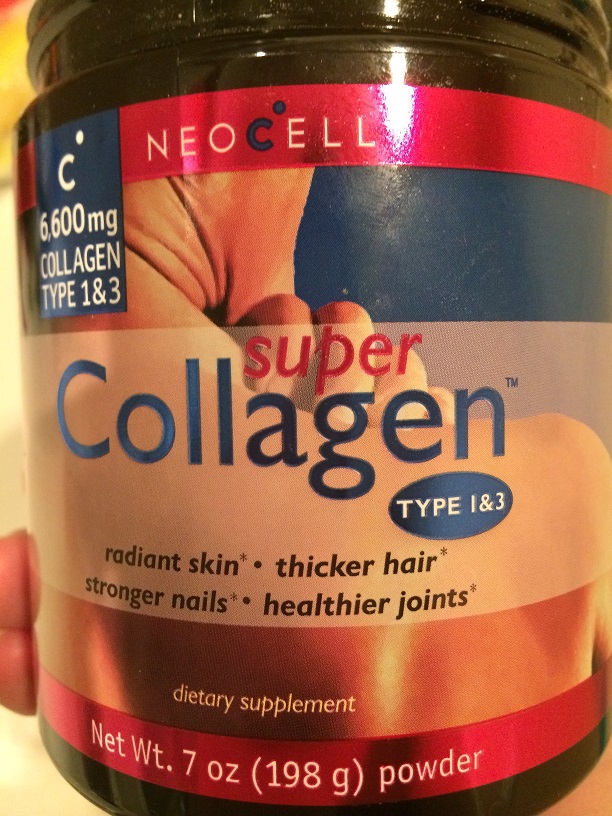 NEOCELL
C
6,600mg
COLLAGEN
TYPE 1&3
super
Collagen™
TYPE 1&3
radiant skin* • thicker hair*
stronger nails* • healthier joints*
dietary supplement
Net Wt. 7 oz (198 g) powder